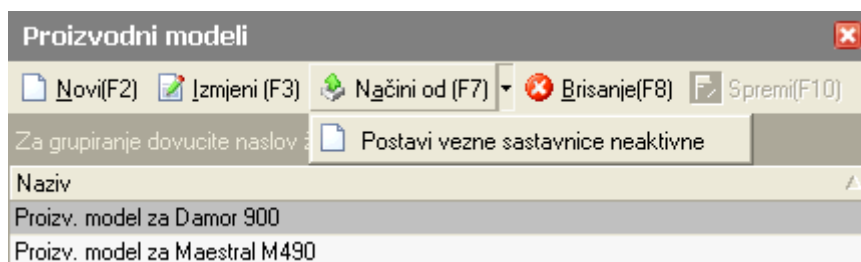 Proizvodni modeli
Novi(F2) Izmjeni (F3) Načini od (F7) Brisanje(F8) Spremi(F10)
Za grupiranje dovucite naslov
Postavi vezne sastavnice neaktivne
Naziv
Proizv. model za Damor 900
Proizv. model za Maestral M490